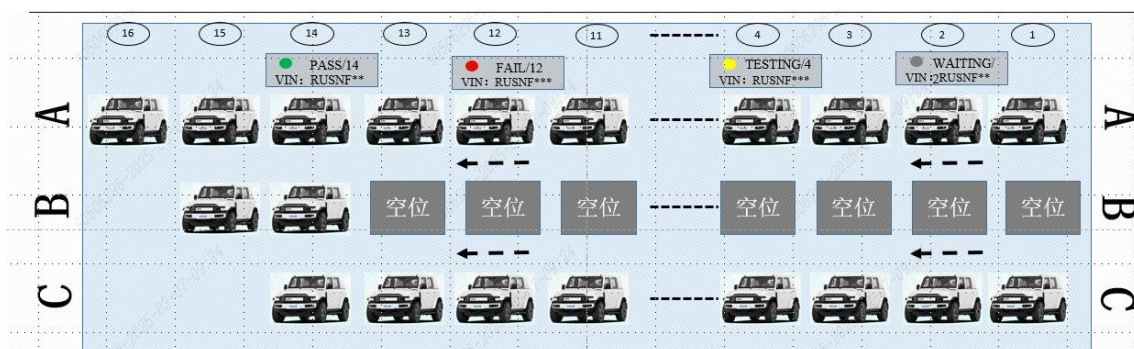 16 15 14 13 12 11 4 3 2 1
PASS/14
VIN: RUSNF**
FAIL/12
VIN: RUSNF***
TESTING/4
VIN: RUSNF***
WAITING/
VIN:2RUSNF**
A A
B 空位 空位 空位 空位 空位 空位 空位 B
C C